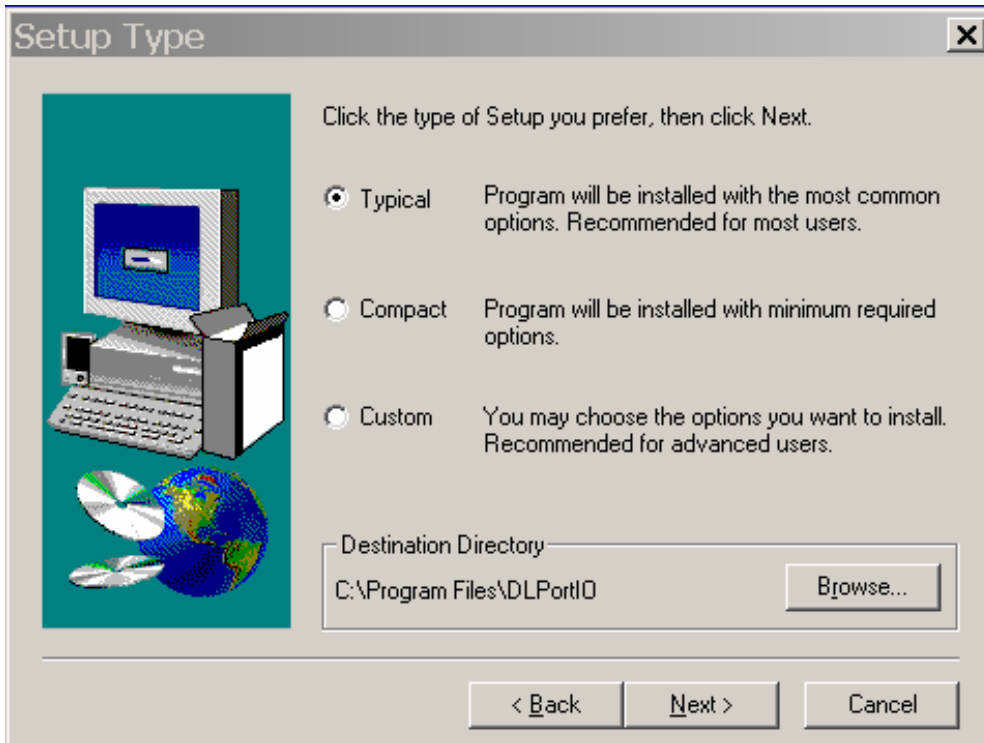 Setup Type
Click the type of Setup you prefer, then click Next.
Typical
Program will be installed with the most common
options. Recommended for most users.
Compact
Program will be installed with minimum required
options.
Custom
You may choose the options you want to install.
Recommended for advanced users.
Destination Directory
C:\Program Files\DLPortIO
Browse...
< Back
Next >
Cancel